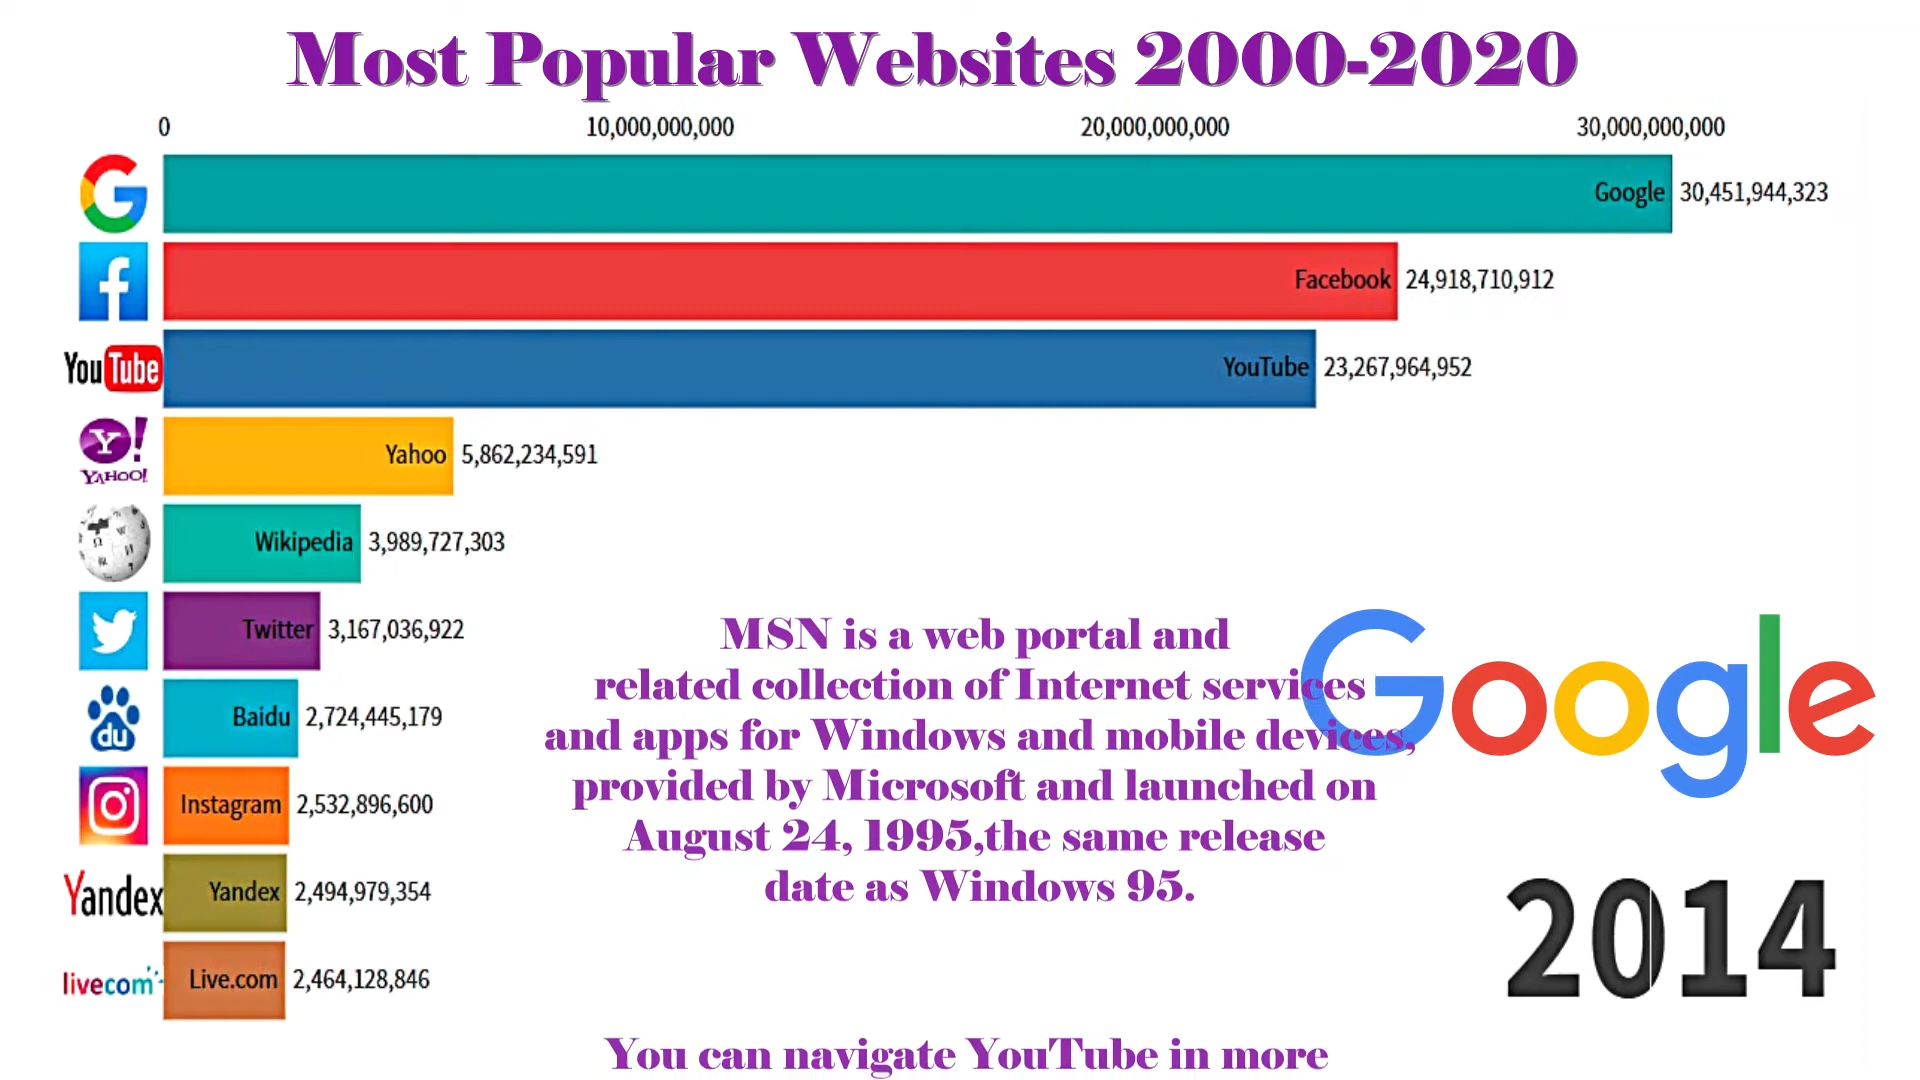 Most Popular Websites 2000-2020
0 10,000,000,000 20,000,000,000 30,000,000,000
G Google 30,451,944,323
f Facebook 24,918,710,912
YouTube YouTube 23,267,964,952
Y!
YAHOO! Yahoo 5,862,234,591
Wikipedia 3,989,727,303
Twitter 3,167,036,922
du Baidu 2,724,445,179
Instagram 2,532,896,600
Yandex Yandex 2,494,979,354
livecom Live.com 2,464,128,846
MSN is a web portal and
related collection of Internet services
and apps for Windows and mobile devices,
provided by Microsoft and launched on
August 24, 1995,the same release
date as Windows 95.
Google
2014
You can navigate YouTube in more